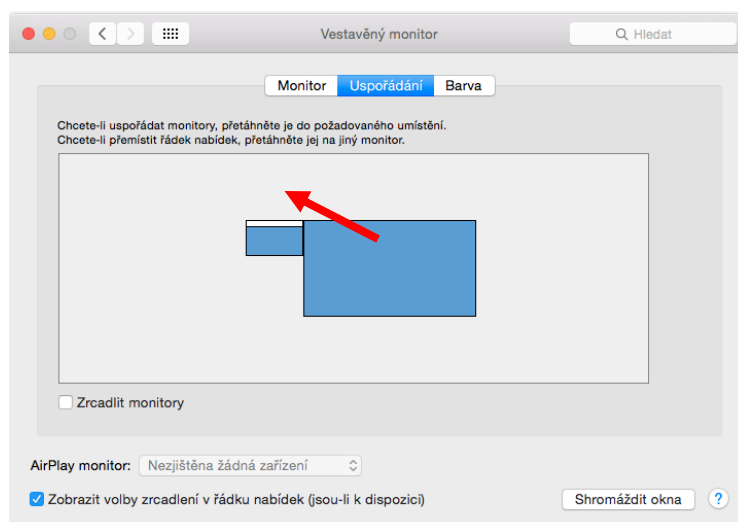 Vestavěný monitor
Hledat
Monitor Uspořádání Barva
Chcete-li uspořádat monitory, přetáhněte je do požadovaného umístění.
Chcete-li přemístit řádek nabídek, přetáhněte jej na jiný monitor.
Zrcadlit monitory
AirPlay monitor: Nezjištěna žádná zařízení
Zobrazit volby zrcadlení v řádku nabídek (jsou-li k dispozici)
Shromáždit okna ?